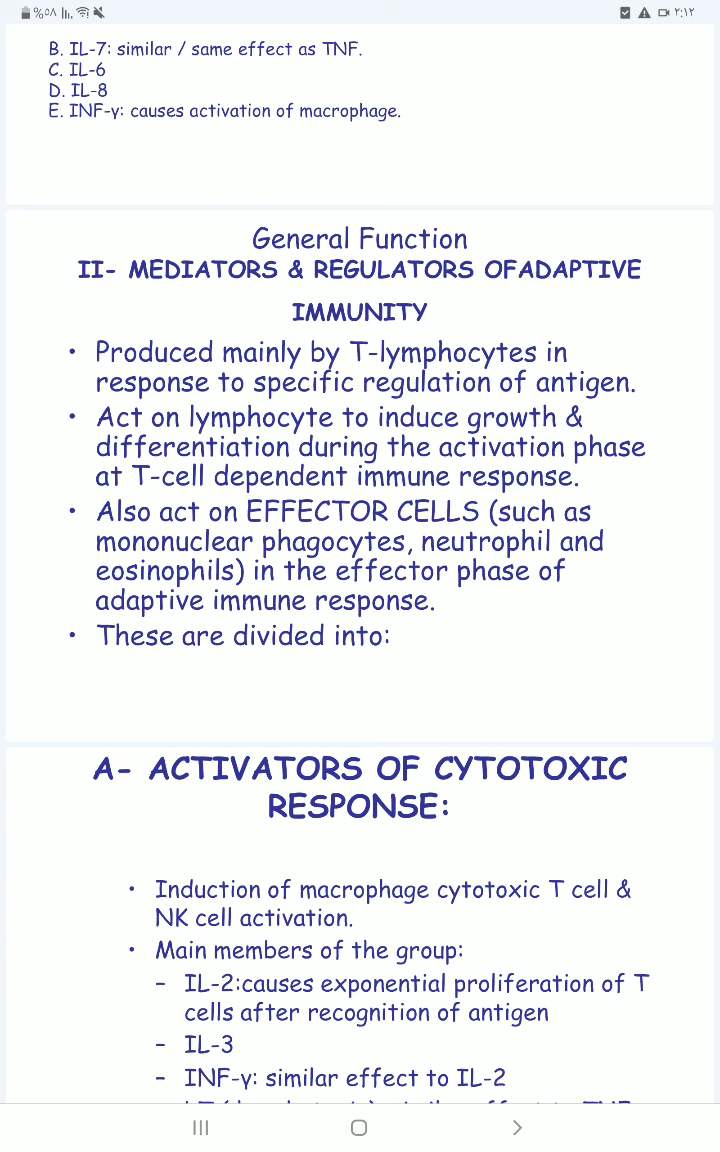 %٥٨
٢:١٢
B. IL-7: similar / same effect as TNF.
C. IL-6
D. IL-8
E. INF-γ: causes activation of macrophage.
General Function
II- MEDIATORS & REGULATORS OFADAPTIVE
IMMUNITY
• Produced mainly by T-lymphocytes in
response to specific regulation of antigen.
• Act on lymphocyte to induce growth &
differentiation during the activation phase
at T-cell dependent immune response.
• Also act on EFFECTOR CELLS (such as
mononuclear phagocytes, neutrophil and
eosinophils) in the effector phase of
adaptive immune response.
• These are divided into:
A- ACTIVATORS OF CYTOTOXIC
RESPONSE:
• Induction of macrophage cytotoxic T cell &
NK cell activation.
• Main members of the group:
– IL-2:causes exponential proliferation of T
cells after recognition of antigen
– IL-3
– INF-γ: similar effect to IL-2